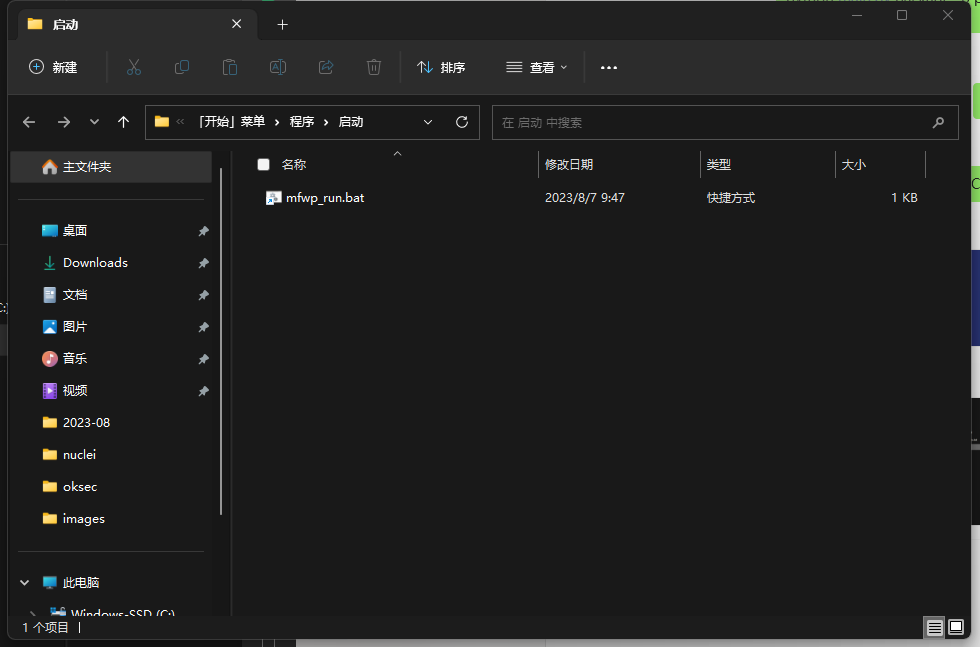 启动
新建
排序
查看
[开始] 菜单 › 程序 › 启动
在 启动 中搜索
主文件夹
桌面
Downloads
文档
图片
音乐
视频
2023-08
nuclei
oksec
images
此电脑
Windows-SSD (C:)
名称 修改日期 类型 大小
mfwp_run.bat 2023/8/7 9:47 快捷方式 1 KB
1 个项目